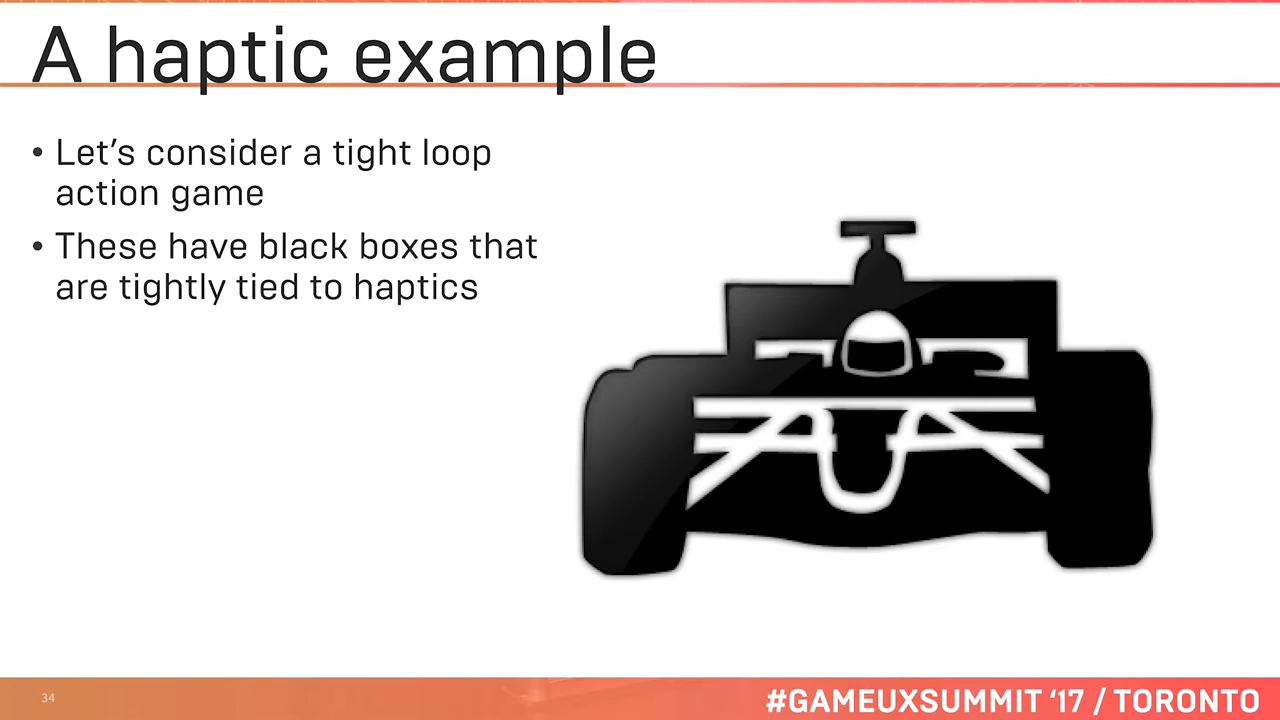 A haptic example
• Let's consider a tight loop
action game
• These have black boxes that
are tightly tied to haptics
34
#GAMEUXSUMMIT ‘17 / TORONTO